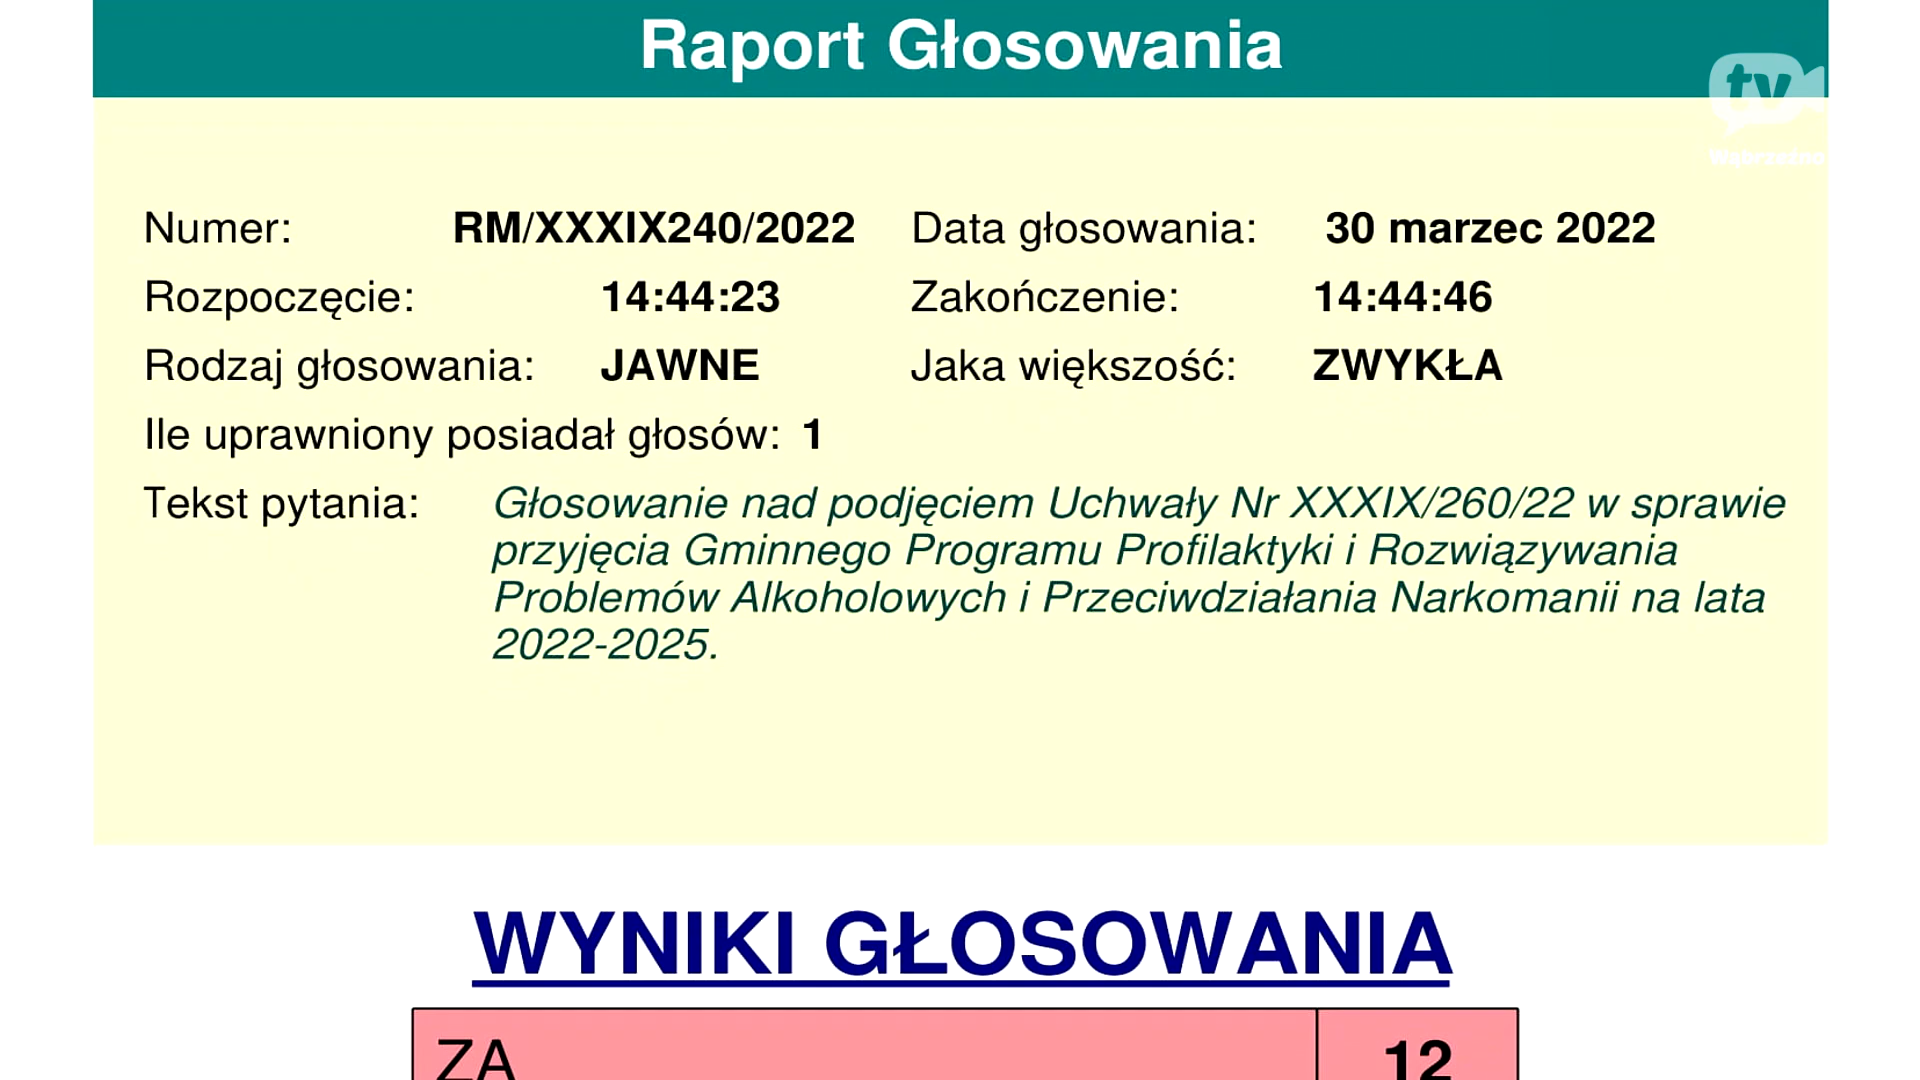 Raport Głosowania
tv
Wąbrzeźno
Numer: RM/XXXIX240/2022 Data głosowania: 30 marzec 2022
Rozpoczęcie: 14:44:23 Zakończenie: 14:44:46
Rodzaj głosowania: JAWNE Jaka większość: ZWYKŁA
Ile uprawniony posiadał głosów: 1
Tekst pytania: Głosowanie nad podjęciem Uchwały Nr XXXIX/260/22 w sprawie
przyjęcia Gminnego Programu Profilaktyki i Rozwiązywania
Problemów Alkoholowych i Przeciwdziałania Narkomanii na lata
2022-2025.
WYNIKI GŁOSOWANIA
ZA 12